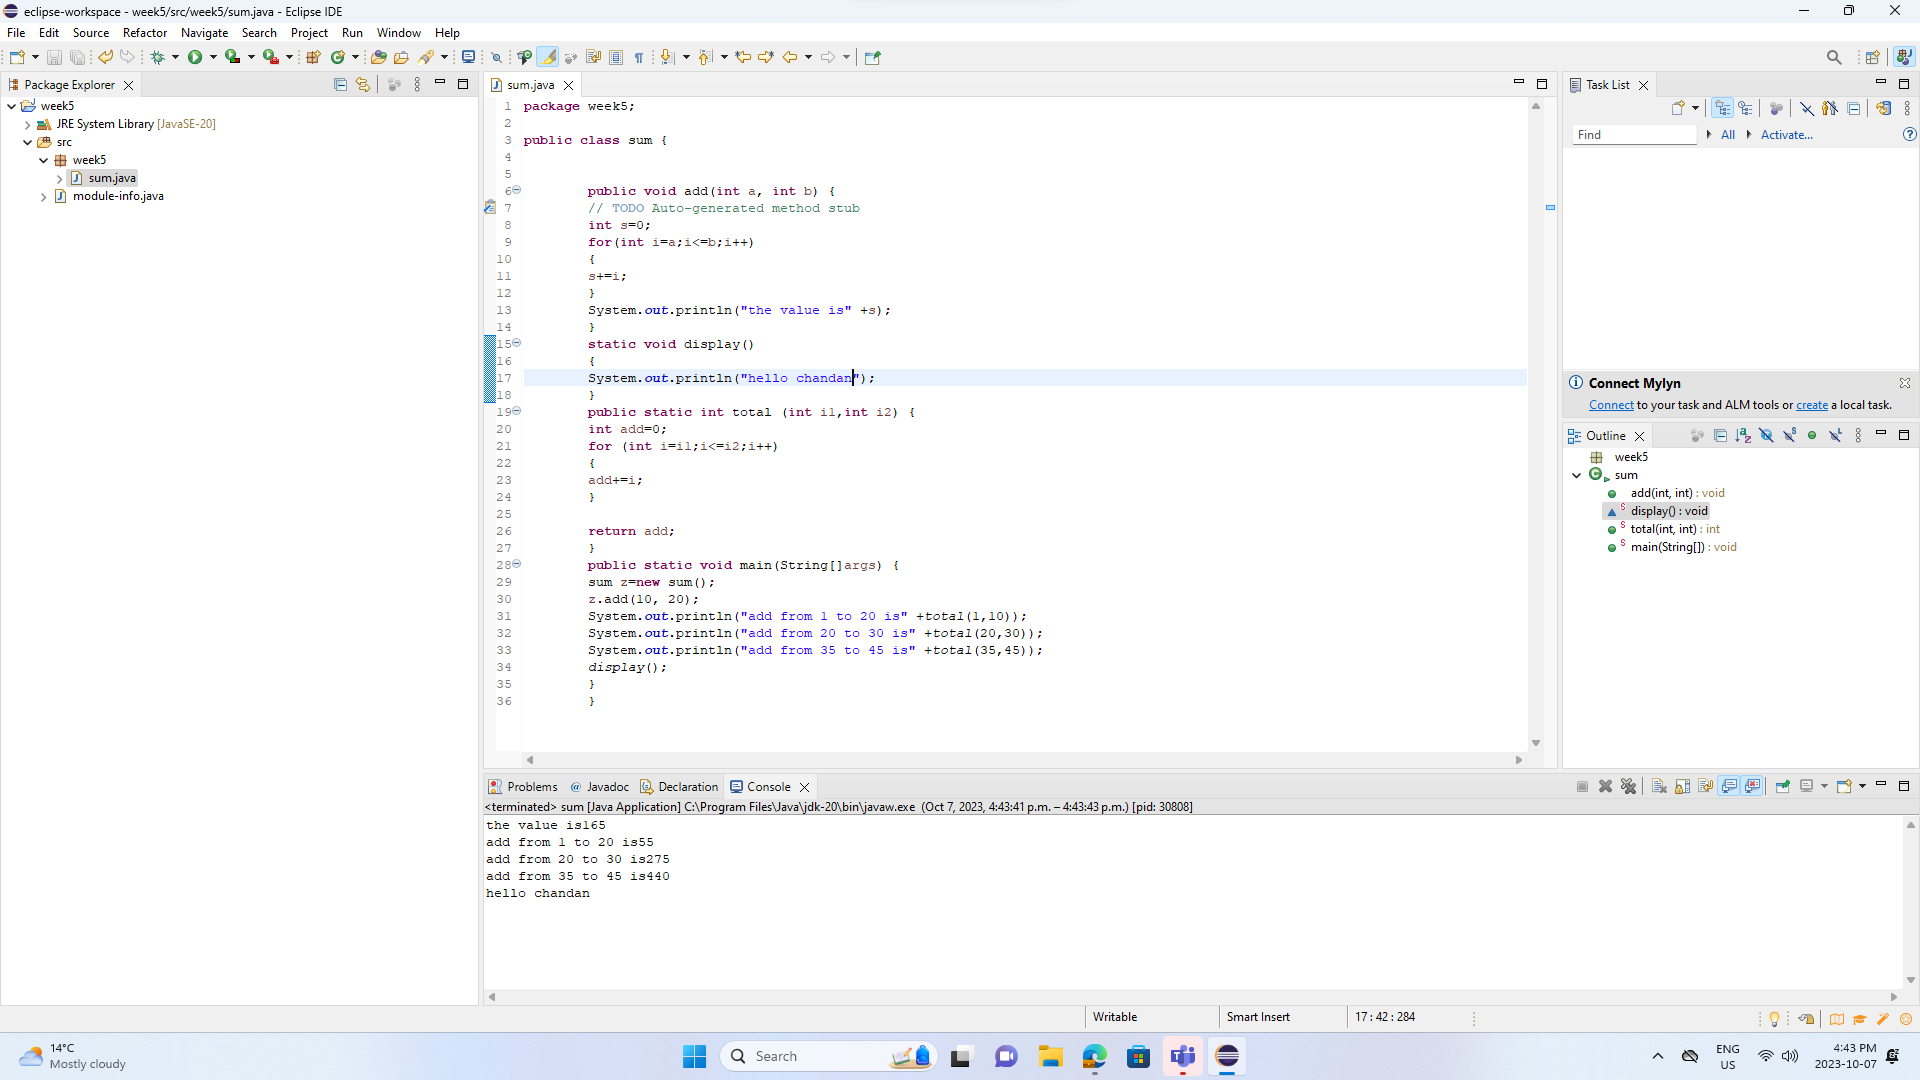 eclipse-workspace - week5/src/week5/sum.java - Eclipse IDE
File Edit Source Refactor Navigate Search Project Run Window Help
Package Explorer
week5
JRE System Library [JavaSE-20]
src
week5
sum.java
module-info.java
sum.java
1 package week5;
2
3 public class sum {
4
5
6 public void add(int a, int b) {
7 // TODO Auto-generated method stub
8 int s=0;
9 for(int i=a;i<=b;i++)
10 {
11 s+=i;
12 }
13 System.out.println("the value is" +s);
14 }
15 static void display()
16 {
17 System.out.println("hello chandan");
18 }
19 public static int total (int i1,int i2) {
20 int add=0;
21 for (int i=i1;i<=i2;i++)
22 {
23 add+=i;
24 }
25
26 return add;
27 }
28 public static void main(String[]args) {
29 sum z=new sum();
30 z.add(10, 20);
31 System.out.println("add from 1 to 20 is" +total(1,10));
32 System.out.println("add from 20 to 30 is" +total(20,30));
33 System.out.println("add from 35 to 45 is" +total(35,45));
34 display();
35 }
36 }
Task List
Find All Activate...
Connect Mylyn
Connect to your task and ALM tools or create a local task.
Outline
week5
sum
add(int, int) : void
display() : void
total(int, int) : int
main(String[]) : void
Problems Javadoc Declaration Console
<terminated> sum [Java Application] C:\Program Files\Java\jdk-20\bin\javaw.exe (Oct 7, 2023, 4:43:41 p.m. – 4:43:43 p.m.) [pid: 30808]
the value is165
add from 1 to 20 is55
add from 20 to 30 is275
add from 35 to 45 is440
hello chandan
Writable Smart Insert 17 : 42 : 284
14°C
Mostly cloudy
Search
ENG
US
4:43 PM
2023-10-07